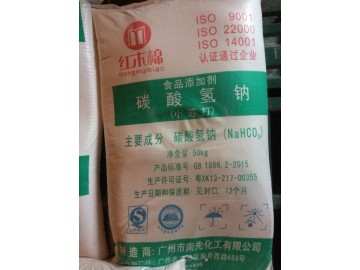 红木棉
hongmumian
ISO 9001
ISO 22000
ISO 14001
认证通过企业
食品添加剂
碳酸氢钠
(小苏打)
主要成分 碳酸氢钠 (NaHCO₃)
净含量:50kg
产品标准号:GB 1886.2-2015
生产许可证号:粤XK13-217-00355
生产日期和保质期:见封口,12个月
制造商:广州市南先化工有限公司